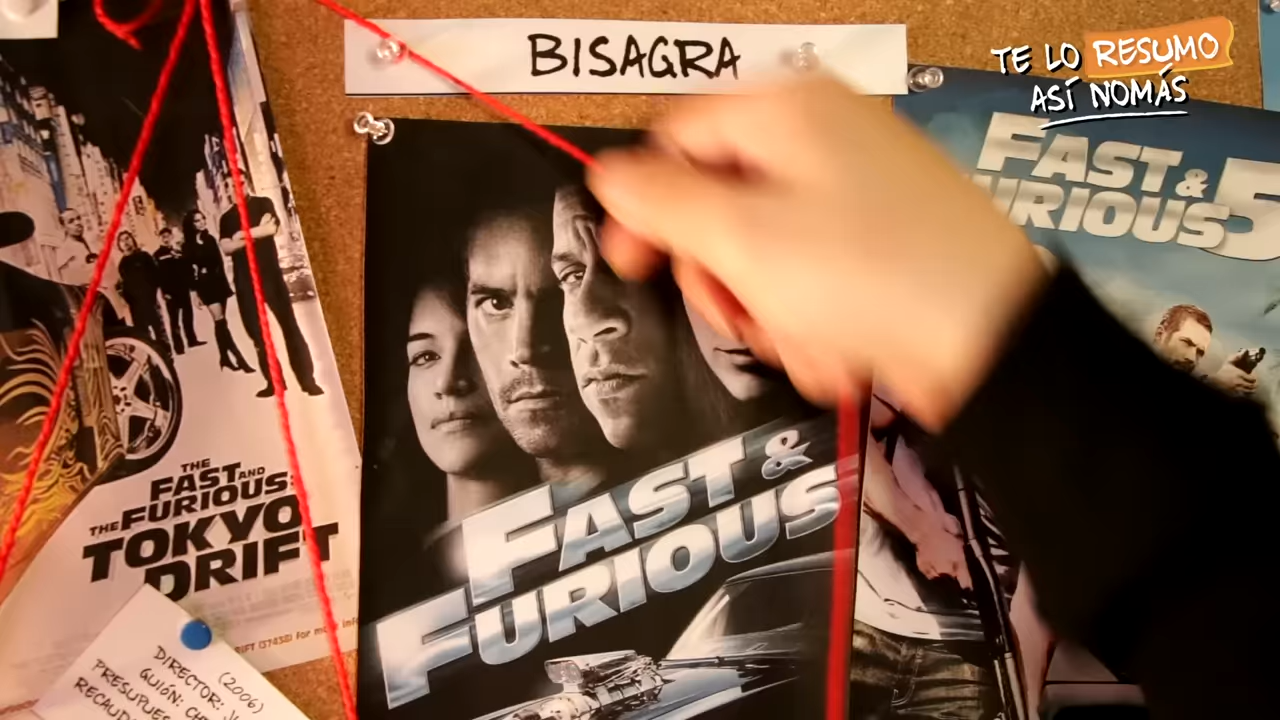 BISAGRA
TE LO RESUMO
ASÍ NOMÁS
FAST &
FURIOUS 5
THE
FAST AND
THE FURIOUS:
TOKYO
DRIFT
FAST &
FURIOUS
(2006)
DIRECTOR:
GUIÓN: